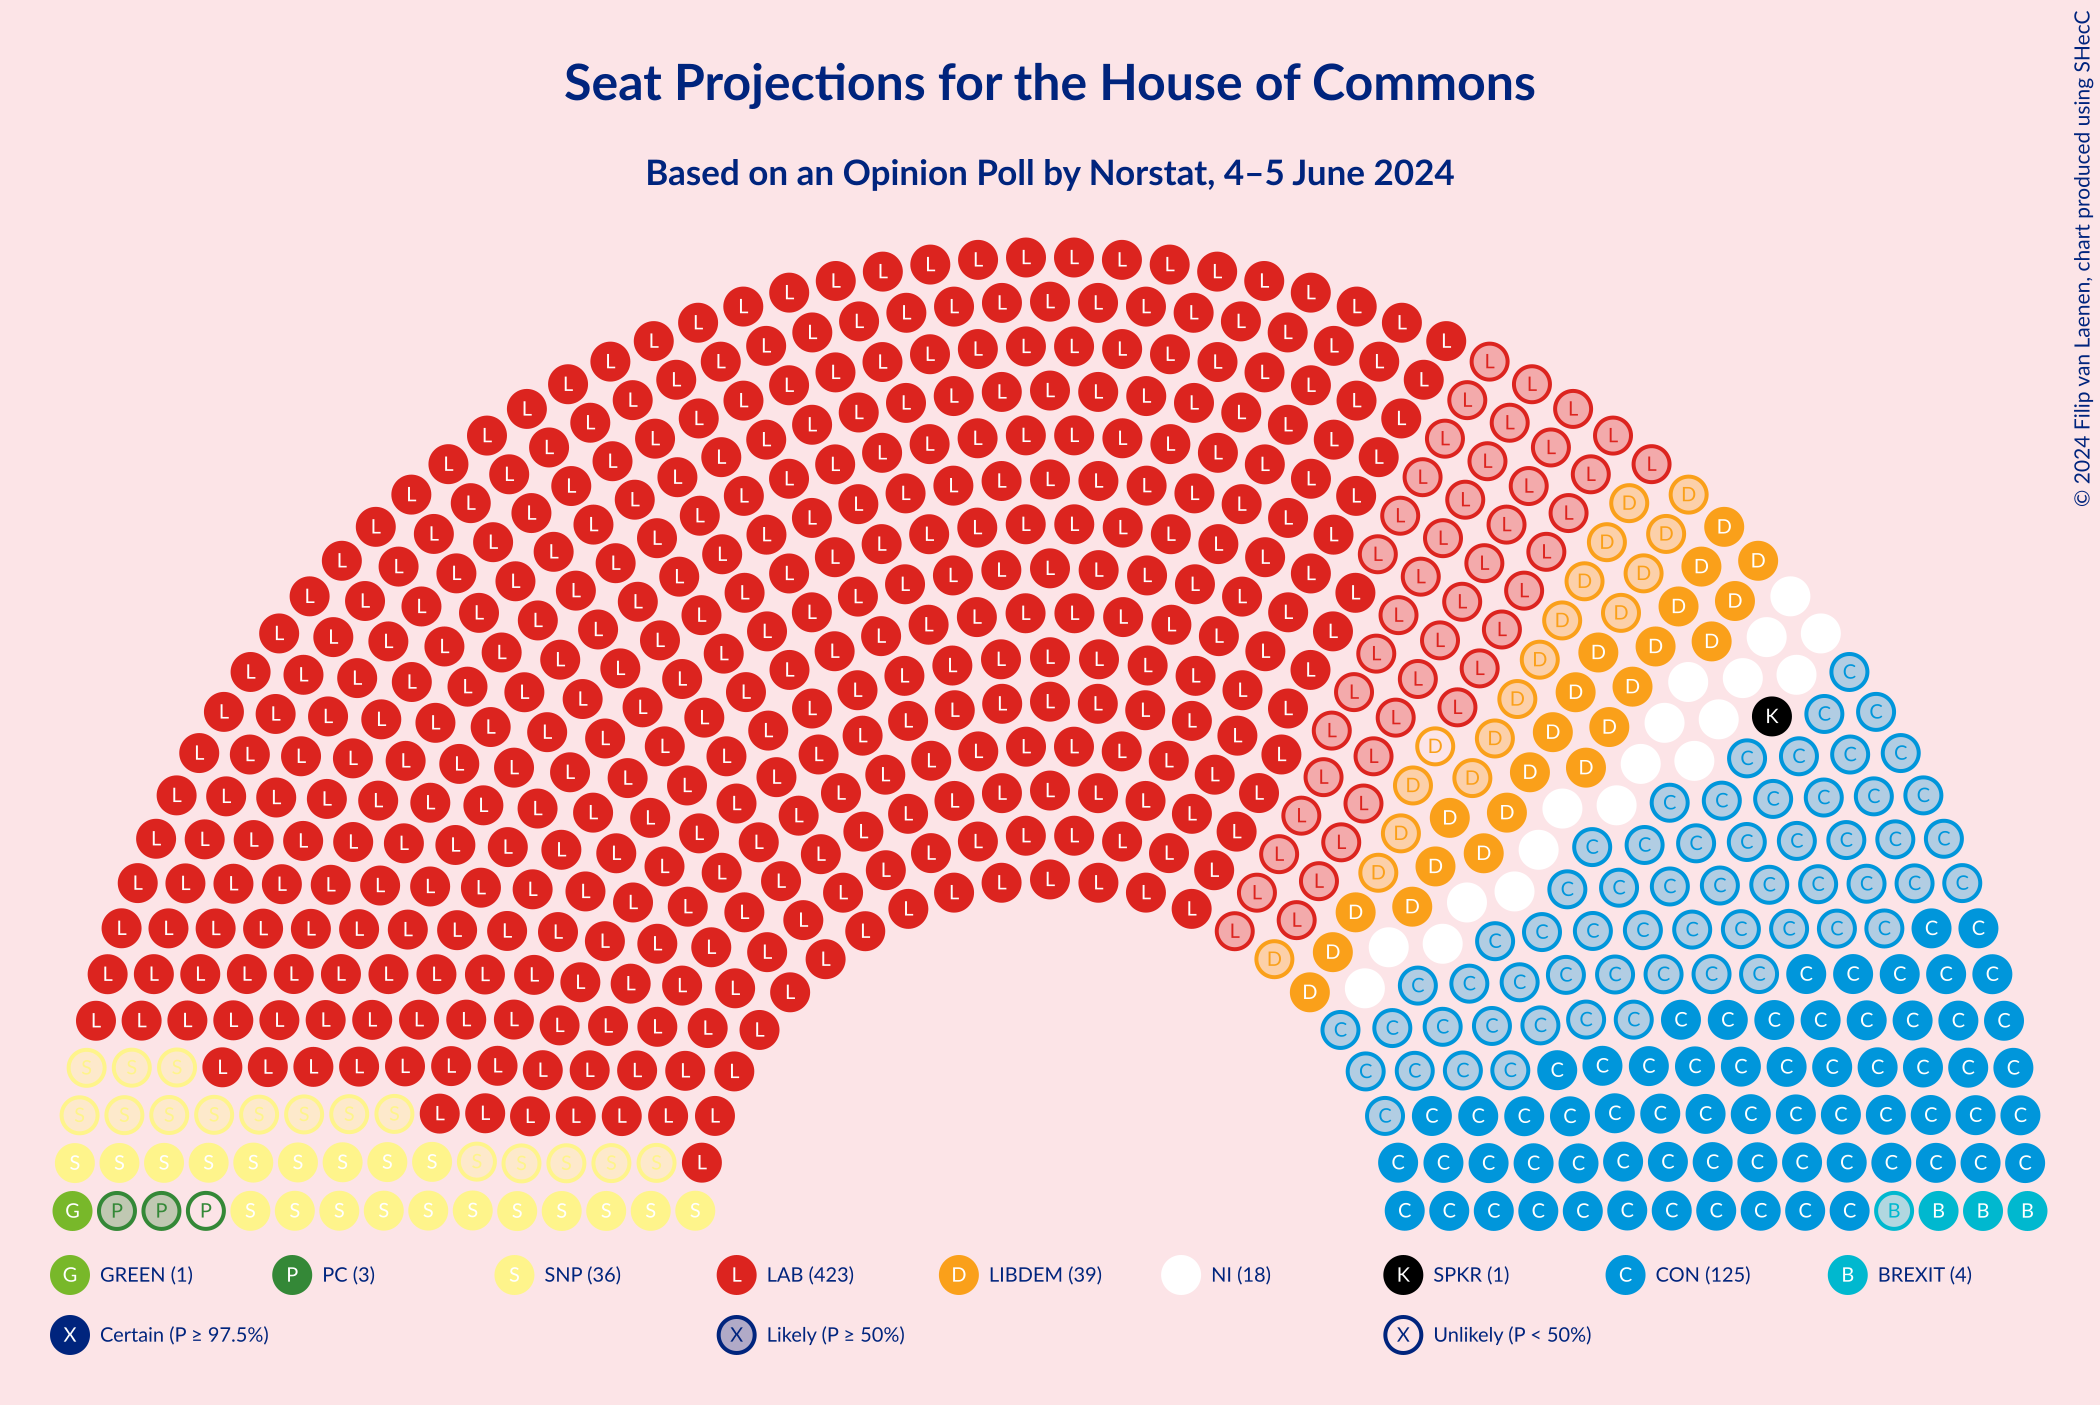 Seat Projections for the House of Commons
Based on an Opinion Poll by Norstat, 4–5 June 2024
© 2024 Filip van Laenen, chart produced using SHecC
G GREEN (1)
P PC (3)
S SNP (36)
L LAB (423)
D LIBDEM (39)
NI (18)
K SPKR (1)
C CON (125)
B BREXIT (4)
X Certain (P ≥ 97.5%)
X Likely (P ≥ 50%)
X Unlikely (P < 50%)